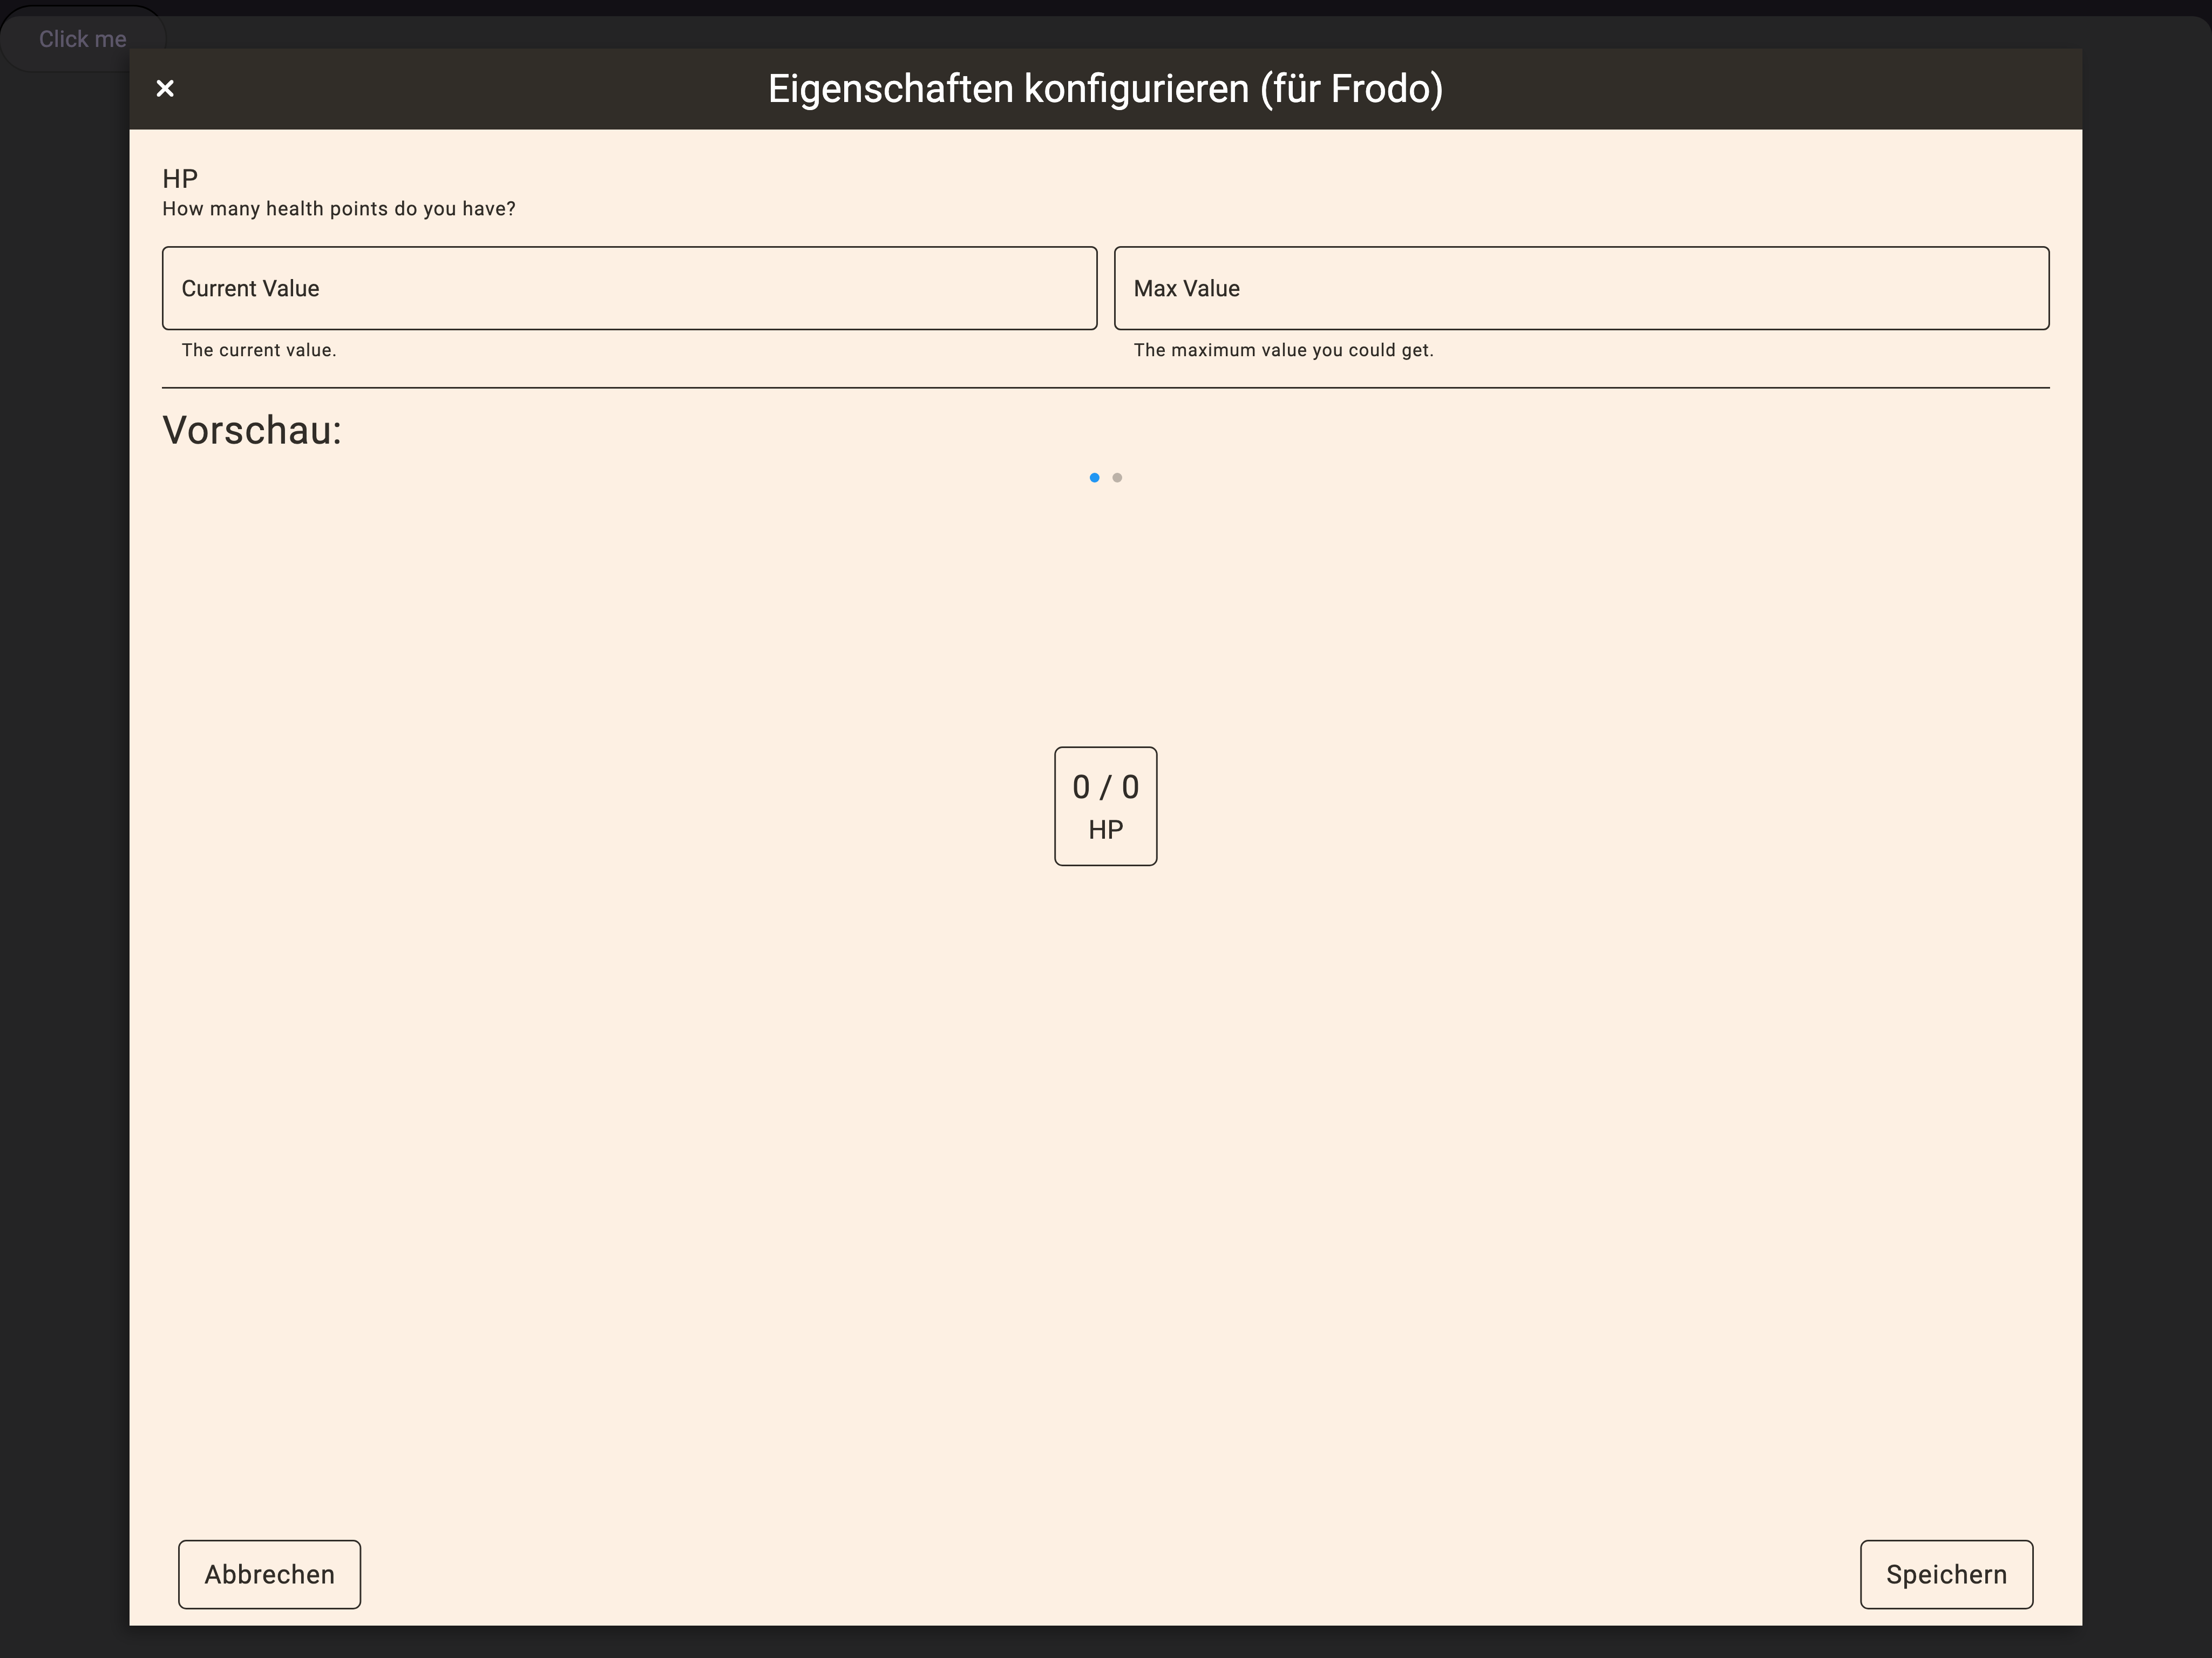 Click me
Eigenschaften konfigurieren (für Frodo)
HP
How many health points do you have?
Current Value
Max Value
The current value.
The maximum value you could get.
Vorschau:
0 / 0
HP
Abbrechen
Speichern